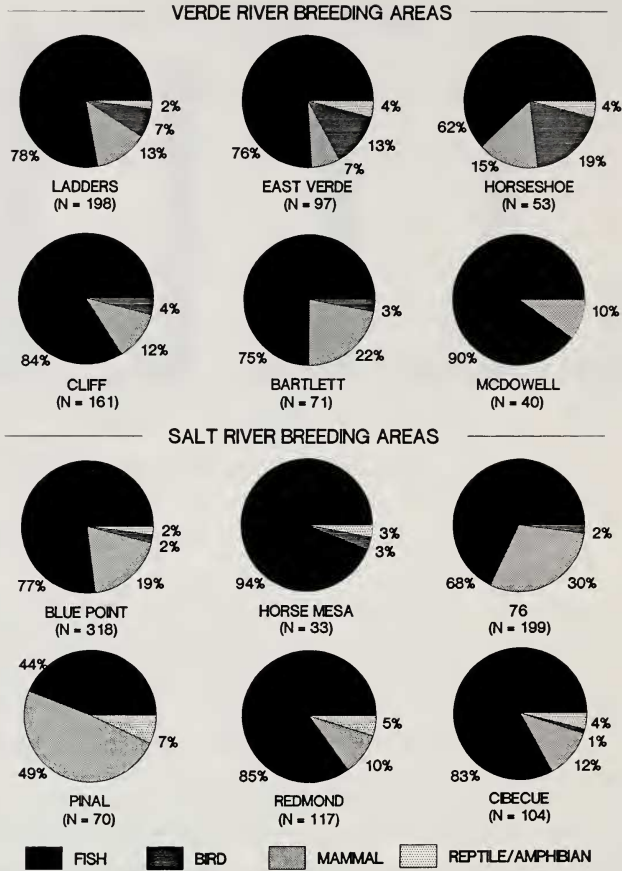 VERDE RIVER BREEDING AREAS
2%
7%
13%
78%
LADDERS
(N = 198)
4%
13%
7%
76%
EAST VERDE
(N = 97)
4%
19%
15%
62%
HORSESHOE
(N = 53)
4%
12%
84%
CLIFF
(N = 161)
3%
22%
75%
BARTLETT
(N = 71)
10%
90%
MCDOWELL
(N = 40)
SALT RIVER BREEDING AREAS
2%
2%
19%
77%
BLUE POINT
(N = 318)
3%
3%
94%
HORSE MESA
(N = 33)
2%
30%
68%
76
(N = 199)
44%
7%
49%
PINAL
(N = 70)
5%
10%
85%
REDMOND
(N = 117)
4%
1%
12%
83%
CIBECUE
(N = 104)
FISH
BIRD
MAMMAL
REPTILE/AMPHIBIAN